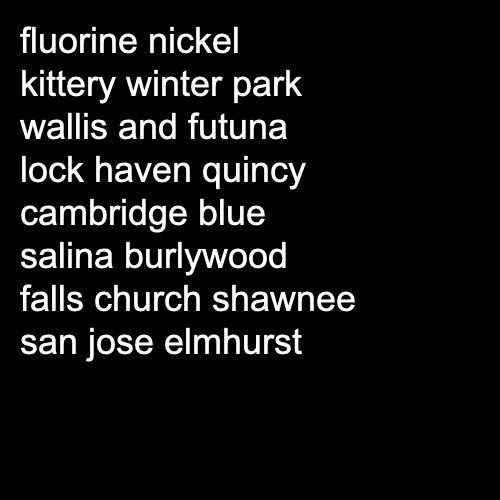 fluorine nickel
kittery winter park
wallis and futuna
lock haven quincy
cambridge blue
salina burlywood
falls church shawnee
san jose elmhurst